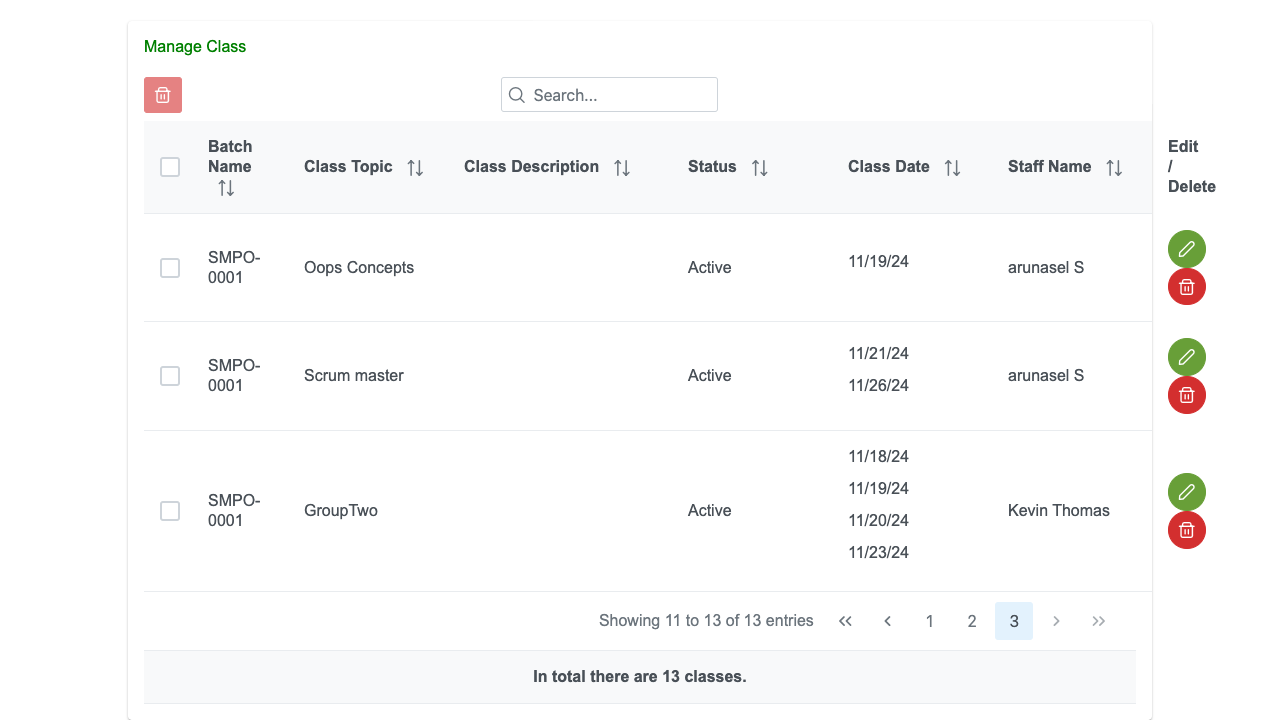 Manage Class
Search...
Batch Name
Class Topic
Class Description
Status
Class Date
Staff Name
Edit / Delete
SMPO-0001
Oops Concepts
Active
11/19/24
arunasel S
SMPO-0001
Scrum master
Active
11/21/24
11/26/24
arunasel S
SMPO-0001
GroupTwo
Active
11/18/24
11/19/24
11/20/24
11/23/24
Kevin Thomas
Showing 11 to 13 of 13 entries
1 2 3
In total there are 13 classes.